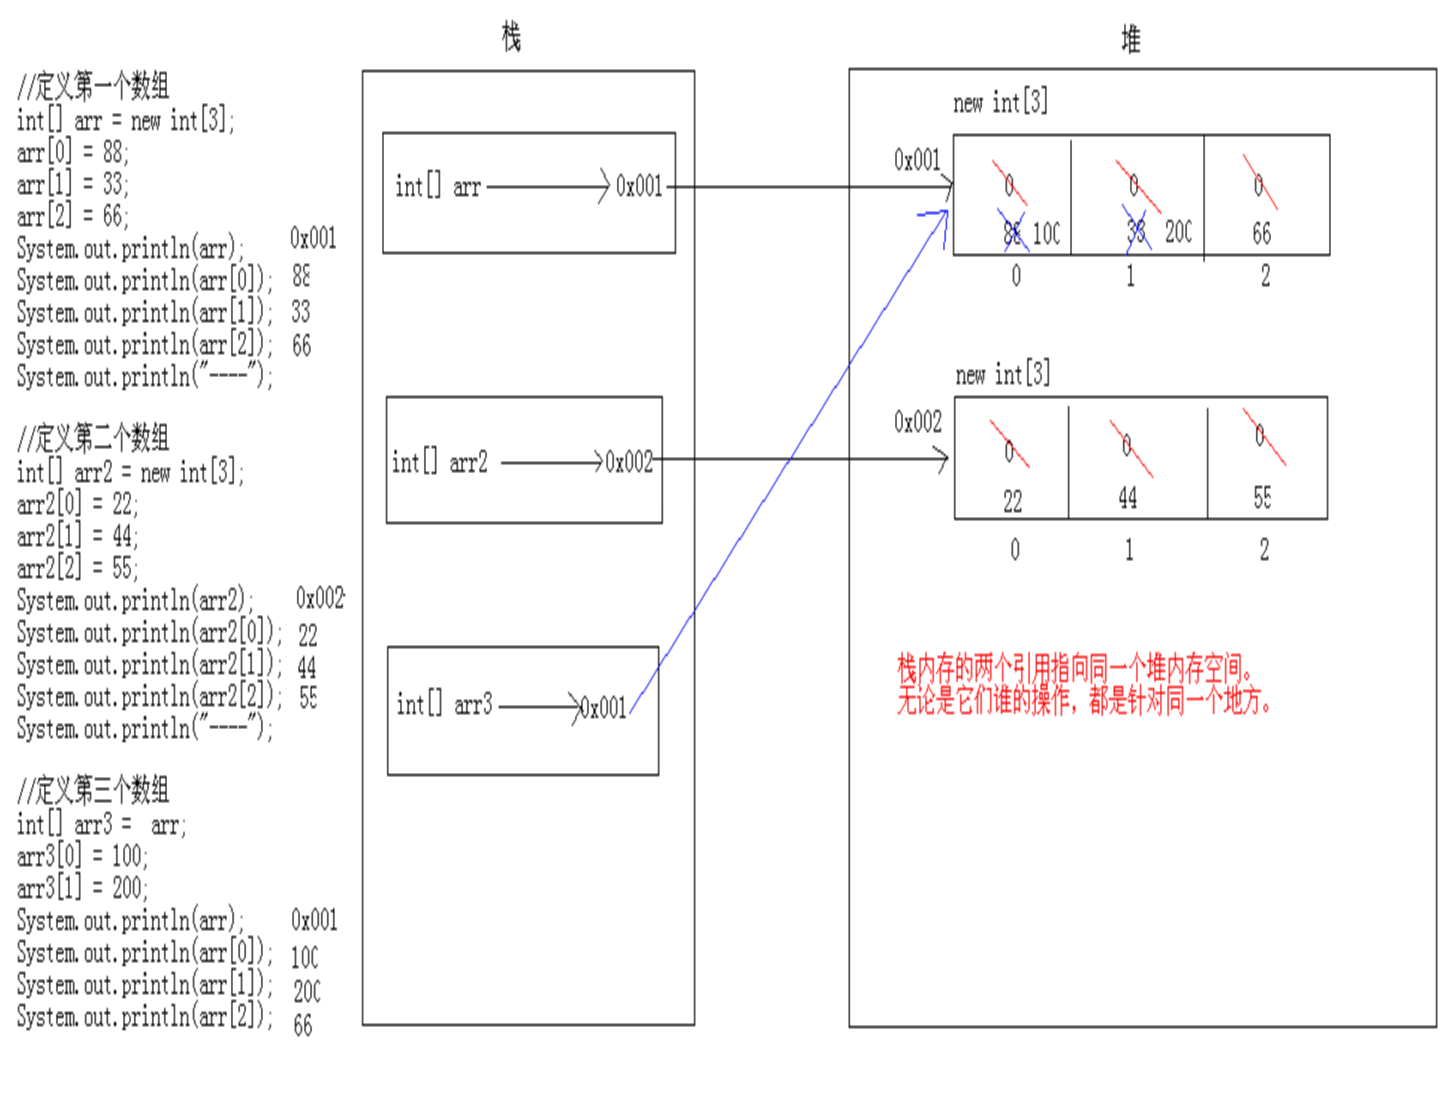 栈
堆
//定义第一个数组
int[] arr = new int[3];
arr[0] = 88;
arr[1] = 33;
arr[2] = 66;
System.out.println(arr); 0x001
System.out.println(arr[0]); 88
System.out.println(arr[1]); 33
System.out.println(arr[2]); 66
System.out.println("----");
//定义第二个数组
int[] arr2 = new int[3];
arr2[0] = 22;
arr2[1] = 44;
arr2[2] = 55;
System.out.println(arr2); 0x002
System.out.println(arr2[0]); 22
System.out.println(arr2[1]); 44
System.out.println(arr2[2]); 55
System.out.println("----");
//定义第三个数组
int[] arr3 = arr;
arr3[0] = 100;
arr3[1] = 200;
System.out.println(arr); 0x001
System.out.println(arr[0]); 100
System.out.println(arr[1]); 200
System.out.println(arr[2]); 66
int[] arr 0x001
int[] arr2 0x002
int[] arr3 0x001
new int[3]
0x001
0 0 0
88 100 33 200 66
0 1 2
new int[3]
0x002
0 0 0
22 44 55
0 1 2
栈内存的两个引用指向同一个堆内存空间。
无论是它们谁的操作，都是针对同一个地方。